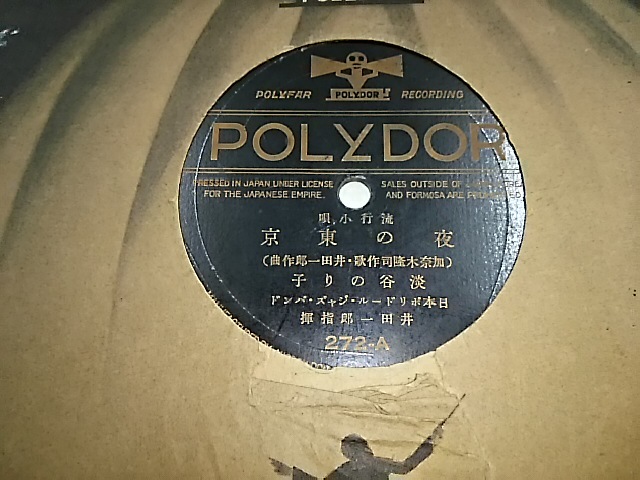 POLYFAR POLYDOR RECORDING
POLYDOR
PRESSED IN JAPAN UNDER LICENSE
FOR THE JAPANESE EMPIRE.
SALES OUTSIDE OF
AND FORMOSA ARE
流行小唄
夜の東京
(加奈木隆司作歌・井田一郎作曲)
淡谷のり子
日本ポリドール・ジャズ・バンド
井田一郎指揮
272-A